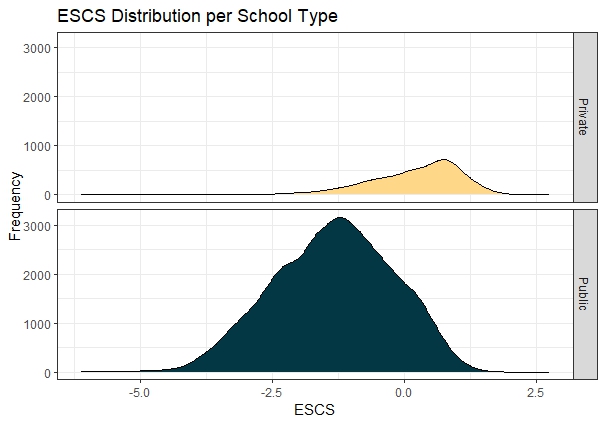 ESCS Distribution per School Type
3000
2000
1000
0
Private
Frequency
3000
2000
1000
0
Public
-5.0 -2.5 0.0 2.5
ESCS